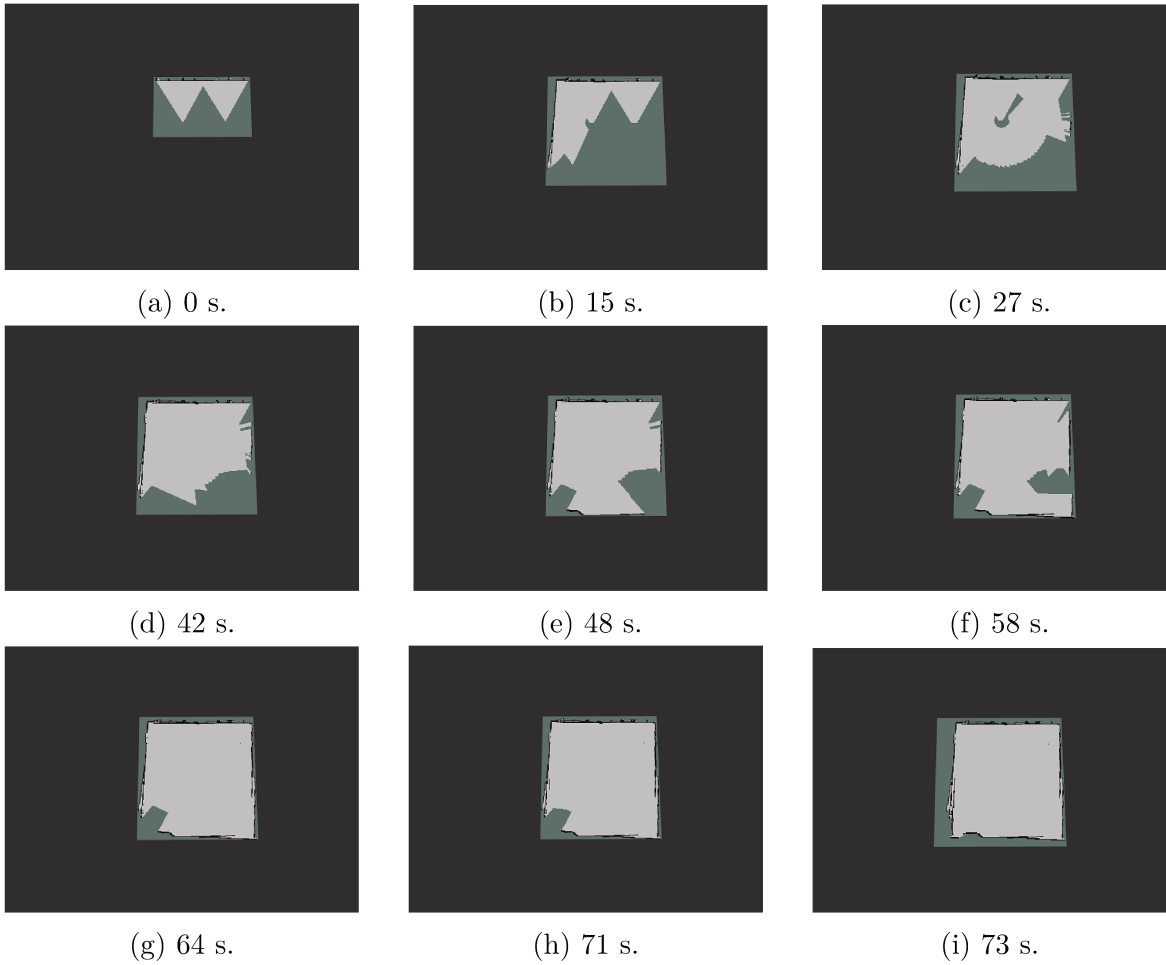 (a) 0 s.
(b) 15 s.
(c) 27 s.
(d) 42 s.
(e) 48 s.
(f) 58 s.
(g) 64 s.
(h) 71 s.
(i) 73 s.